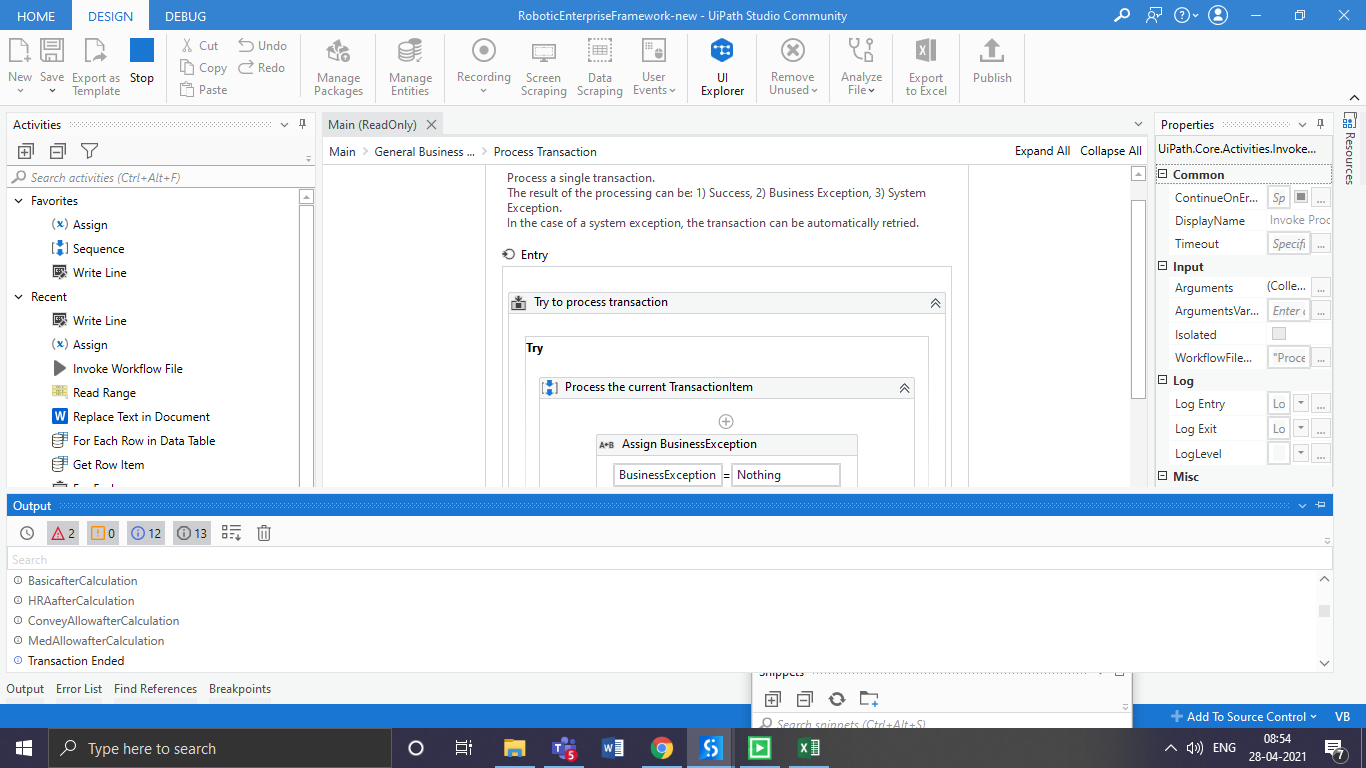 HOME DESIGN DEBUG RoboticEnterpriseFramework-new - UiPath Studio Community
New Save Export as Template Stop Cut Copy Paste Undo Redo Manage Packages Manage Entities Recording Screen Scraping Data Scraping User Events UI Explorer Remove Unused Analyze File Export to Excel Publish
Activities
Search activities (Ctrl+Alt+F)
Favorites
Assign
Sequence
Write Line
Recent
Write Line
Assign
Invoke Workflow File
Read Range
Replace Text in Document
For Each Row in Data Table
Get Row Item
Main (ReadOnly)
Main General Business ... Process Transaction Expand All Collapse All
Process a single transaction.
The result of the processing can be: 1) Success, 2) Business Exception, 3) System
Exception.
In the case of a system exception, the transaction can be automatically retried.
Entry
Try to process transaction
Try
Process the current TransactionItem
A+B Assign BusinessException
BusinessException = Nothing
Properties
UiPath.Core.Activities.Invoke...
Common
ContinueOnEr... Sp ...
DisplayName Invoke Proc
Timeout Specifi ...
Input
Arguments (Colle... ...
ArgumentsVar... Enter ...
Isolated
WorkflowFile... "Proce ...
Log
Log Entry Lo ...
Log Exit Lo ...
LogLevel ...
Misc
Resources
Output
2 0 12 13
Search
BasicafterCalculation
HRAafterCalculation
ConveyAllowafterCalculation
MedAllowafterCalculation
Transaction Ended
Output Error List Find References Breakpoints
Snippets
Search snippets (Ctrl+Alt+S)
Add To Source Control VB
Type here to search 5 ENG 08:54
28-04-2021 7